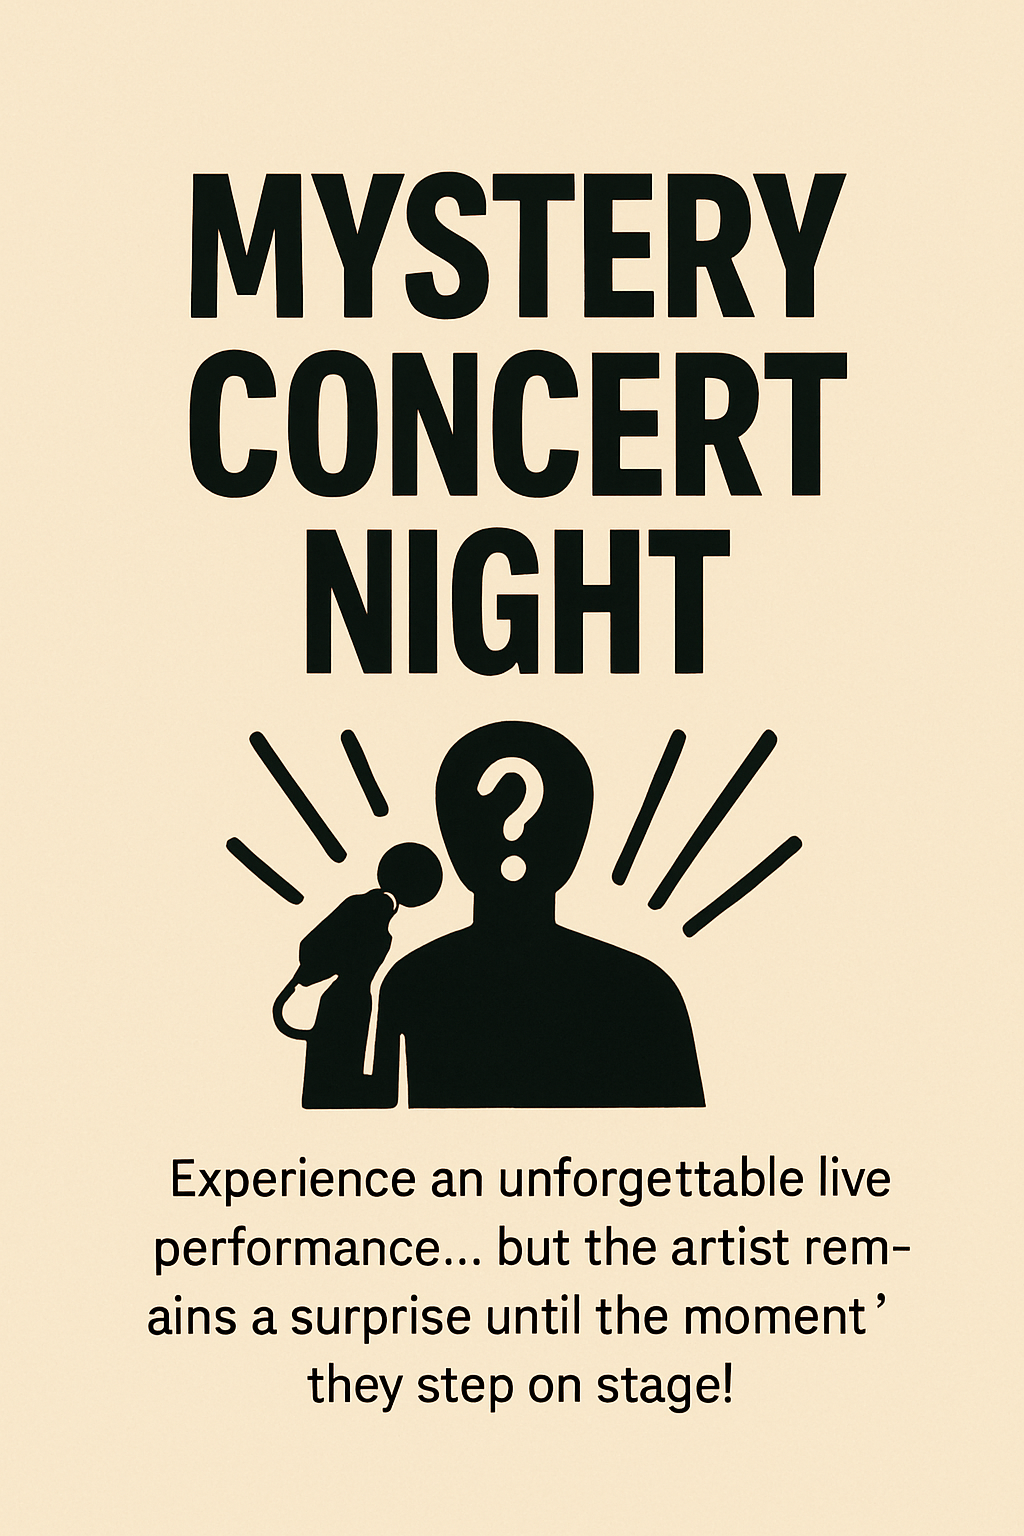 MYSTERY
CONCERT
NIGHT
?
Experience an unforgettable live
performance... but the artist rem-
ains a surprise until the moment’
they step on stage!